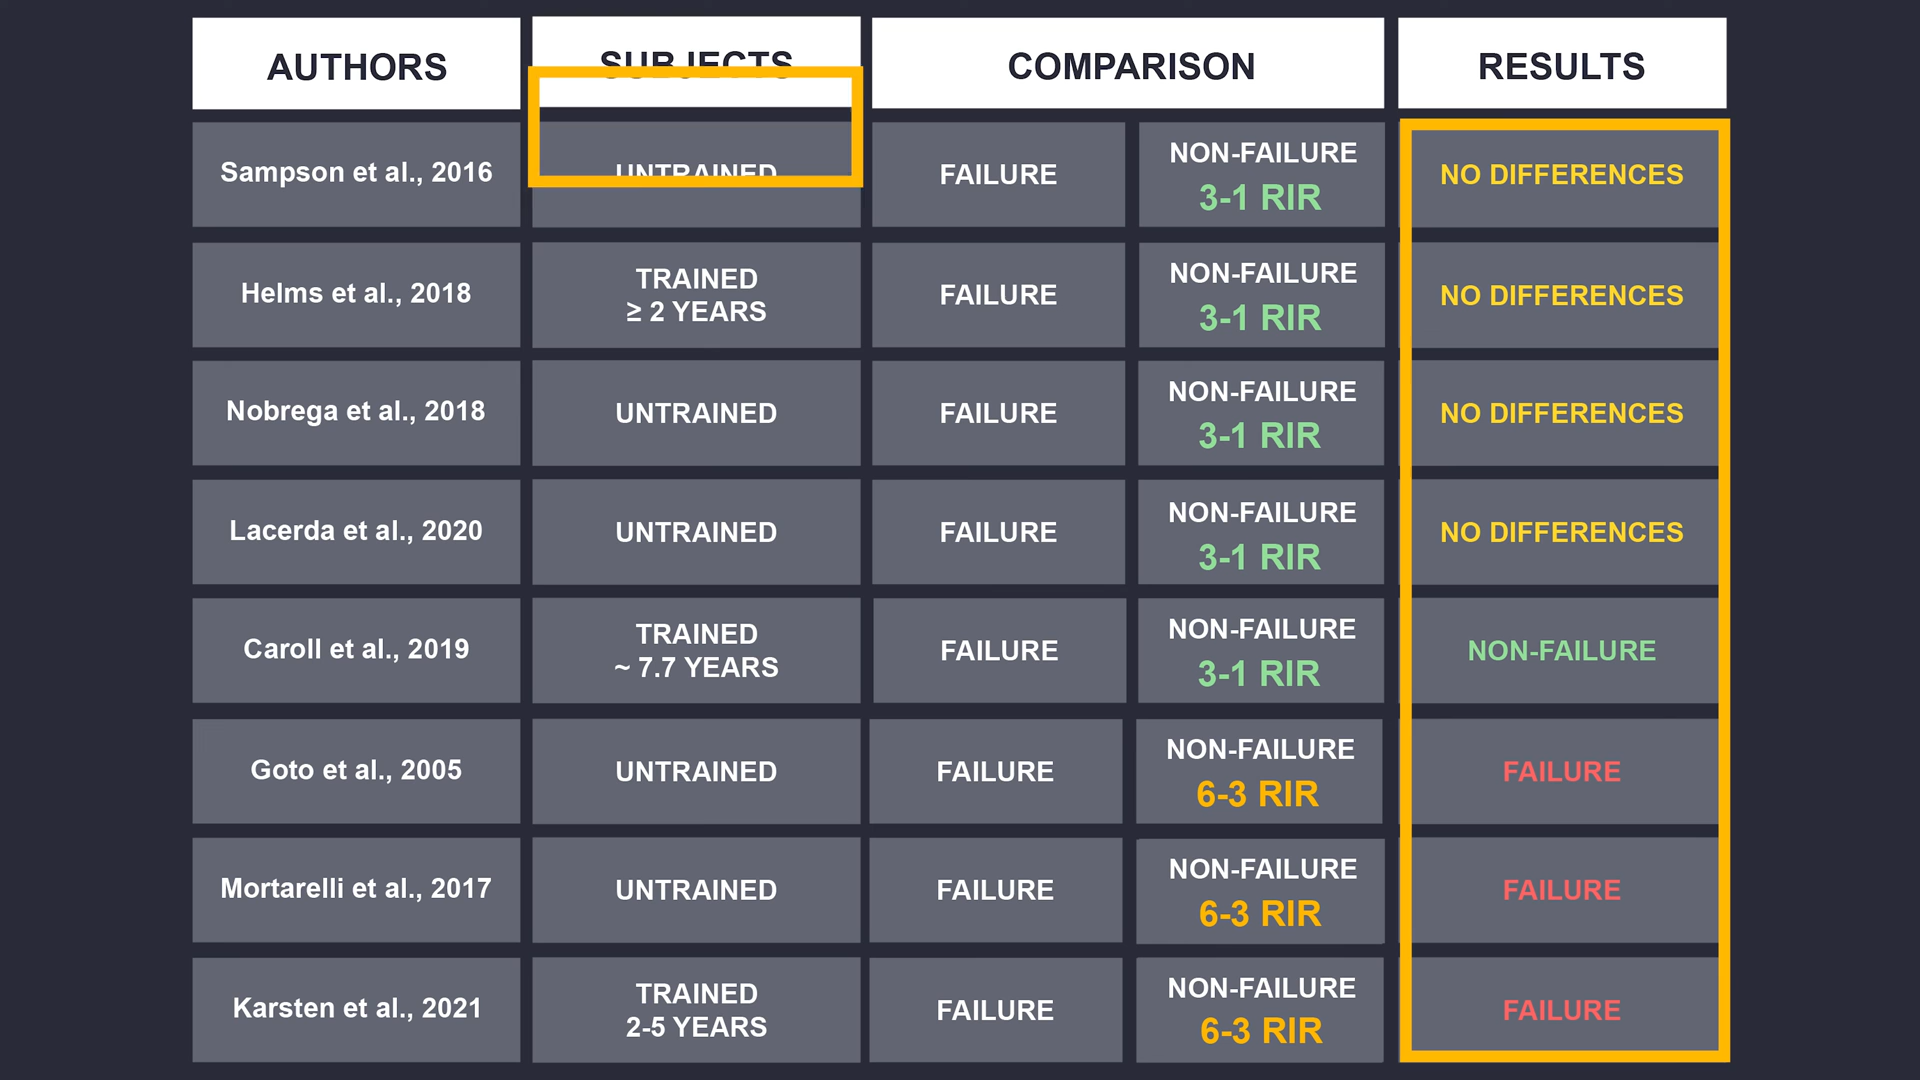 AUTHORS
SUBJECTS
COMPARISON
RESULTS
Sampson et al., 2016
UNTRAINED
FAILURE
NON-FAILURE
3-1 RIR
NO DIFFERENCES
Helms et al., 2018
TRAINED
≥ 2 YEARS
FAILURE
NON-FAILURE
3-1 RIR
NO DIFFERENCES
Nobrega et al., 2018
UNTRAINED
FAILURE
NON-FAILURE
3-1 RIR
NO DIFFERENCES
Lacerda et al., 2020
UNTRAINED
FAILURE
NON-FAILURE
3-1 RIR
NO DIFFERENCES
Caroll et al., 2019
TRAINED
~ 7.7 YEARS
FAILURE
NON-FAILURE
3-1 RIR
NON-FAILURE
Goto et al., 2005
UNTRAINED
FAILURE
NON-FAILURE
6-3 RIR
FAILURE
Mortarelli et al., 2017
UNTRAINED
FAILURE
NON-FAILURE
6-3 RIR
FAILURE
Karsten et al., 2021
TRAINED
2-5 YEARS
FAILURE
NON-FAILURE
6-3 RIR
FAILURE